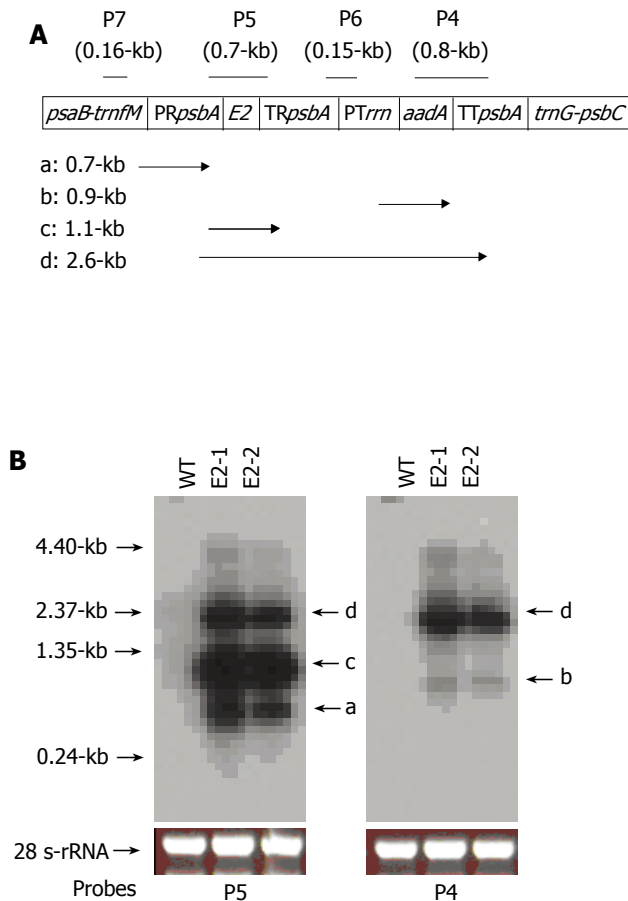 A
P7 P5 P6 P4
(0.16-kb) (0.7-kb) (0.15-kb) (0.8-kb)
psaB-trnfM PRpsbA E2 TRpsbA PTrrn aadA TTpsbA trnG-psbC
a: 0.7-kb
b: 0.9-kb
c: 1.1-kb
d: 2.6-kb
B
WT E2-1 E2-2 WT E2-1 E2-2
4.40-kb
2.37-kb d d
1.35-kb c
b
a
0.24-kb
28 s-rRNA
Probes P5 P4